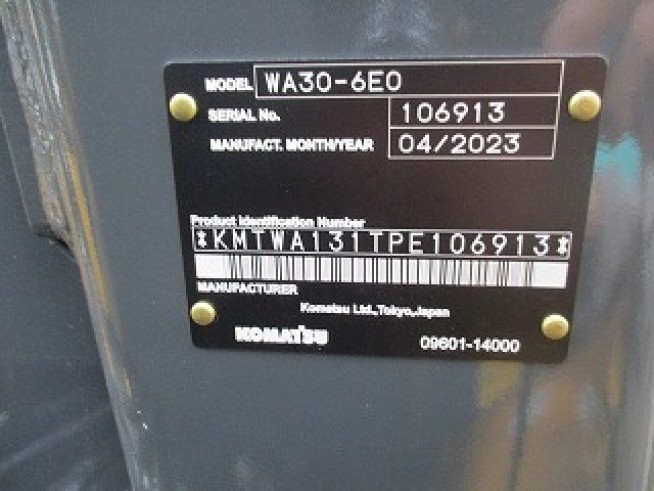 MODEL WA30-6E0
SERIAL No. 106913
MANUFACT. MONTH/YEAR 04/2023
Product Identification Number
*KMTWA131TPE106913*
MANUFACTURER
Komatsu Ltd.,Tokyo,Japan
KOMATSU 09601-14000